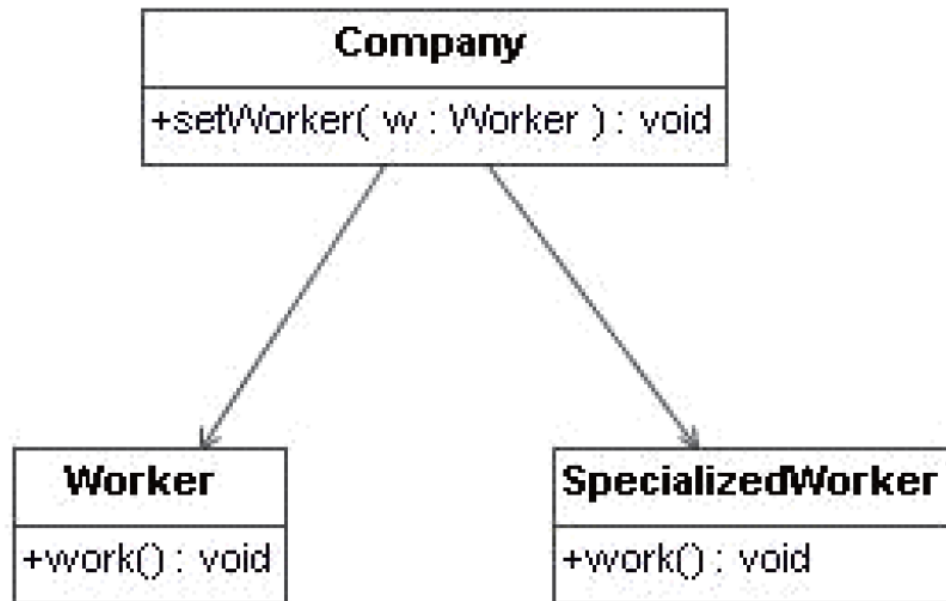 Company
+setWorker( w : Worker ) : void
Worker
+work() : void
SpecializedWorker
+work() : void